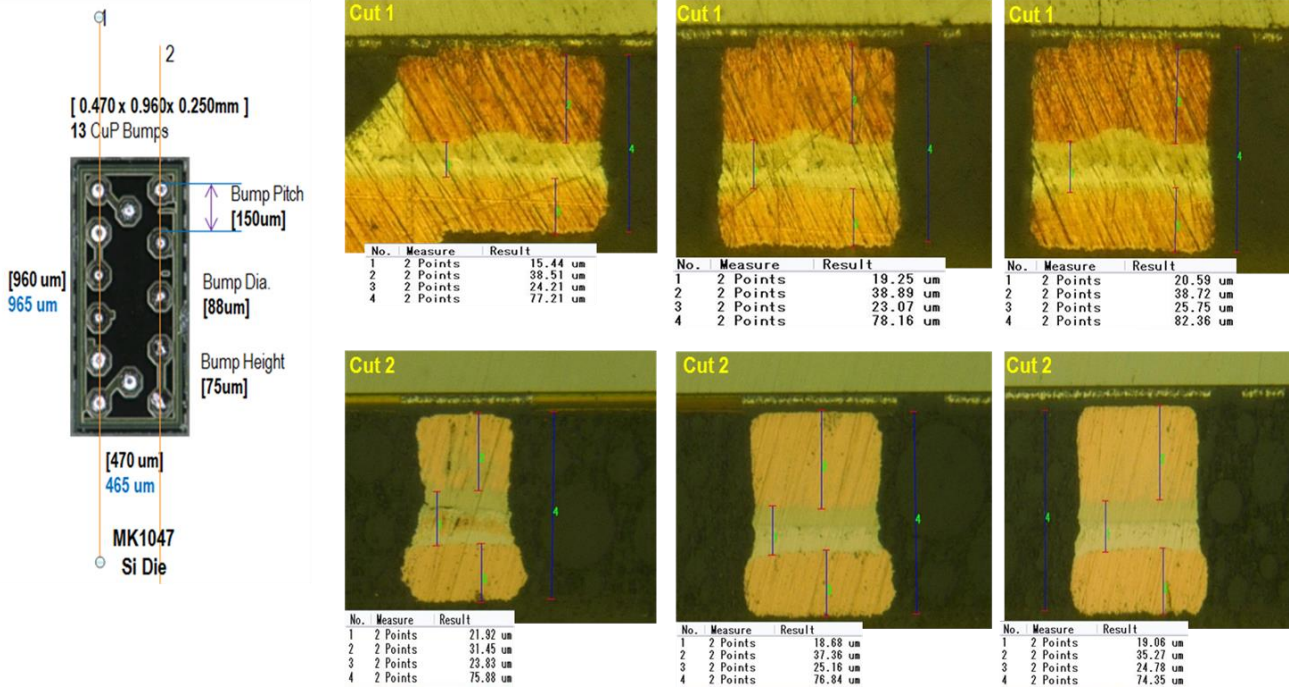 1
2
[ 0.470 x 0.960x 0.250mm ]
13 CuP Bumps
Bump Pitch
[150um]
[960 um]
965 um
Bump Dia.
[88um]
Bump Height
[75um]
[470 um]
465 um
MK1047
Si Die
Cut 1
4
No. Measure Result
1 2 Points 15.44 um
2 2 Points 38.51 um
3 2 Points 24.21 um
4 2 Points 77.21 um
Cut 1
4
No. Measure Result
1 2 Points 19.25 um
2 2 Points 38.89 um
3 2 Points 23.07 um
4 2 Points 78.16 um
Cut 1
4
No. Measure Result
1 2 Points 20.59 um
2 2 Points 38.72 um
3 2 Points 25.75 um
4 2 Points 82.36 um
Cut 2
4
No. Measure Result
1 2 Points 21.92 um
2 2 Points 31.45 um
3 2 Points 23.83 um
4 2 Points 75.88 um
Cut 2
4
No. Measure Result
1 2 Points 18.68 um
2 2 Points 37.36 um
3 2 Points 25.16 um
4 2 Points 76.84 um
Cut 2
4
No. Measure Result
1 2 Points 19.06 um
2 2 Points 35.27 um
3 2 Points 24.78 um
4 2 Points 74.35 um